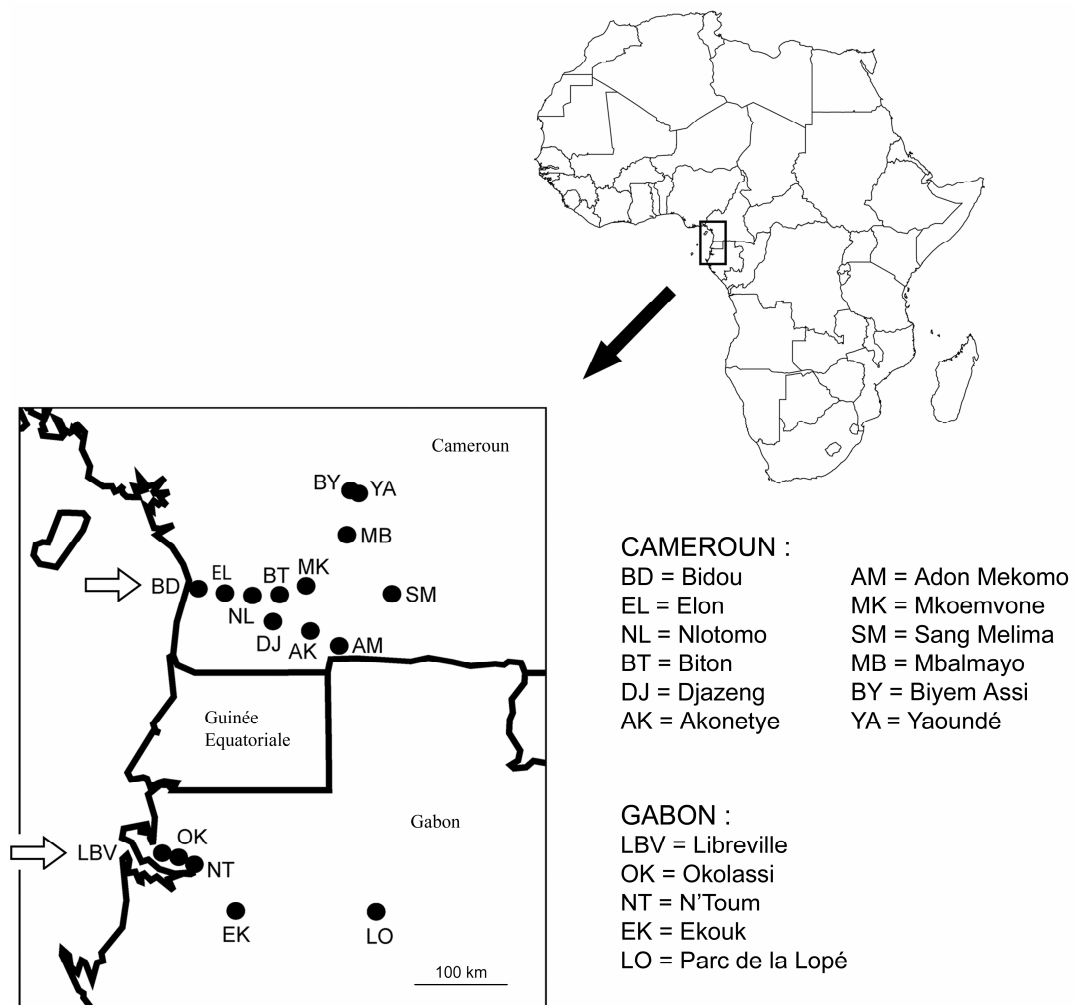 Cameroun
BY
YA
MB
MK
BT
EL
BD
SM
NL
DJ
AK
AM
Guinée
Equatoriale
Gabon
OK
LBV
NT
EK
LO
100 km
CAMEROUN :
BD = Bidou
EL = Elon
NL = Nlotomo
BT = Biton
DJ = Djazeng
AK = Akonetye
AM = Adon Mekomo
MK = Mkoemvone
SM = Sang Melima
MB = Mbalmayo
BY = Biyem Assi
YA = Yaoundé
GABON :
LBV = Libreville
OK = Okolassi
NT = N'Toum
EK = Ekouk
LO = Parc de la Lopé